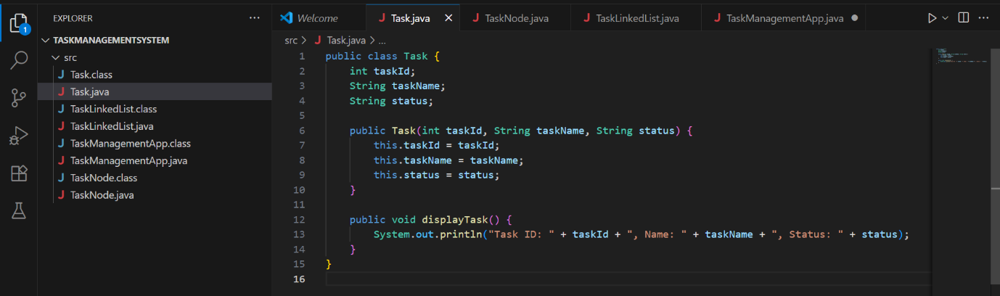 EXPLORER
TASKMANAGEMENTSYSTEM
src
J Task.class
J Task.java
J TaskLinkedList.class
J TaskLinkedList.java
J TaskManagementApp.class
J TaskManagementApp.java
J TaskNode.class
J TaskNode.java
1
Welcome
J Task.java
J TaskNode.java
J TaskLinkedList.java
J TaskManagementApp.java
src > J Task.java > ...
1 public class Task {
2     int taskId;
3     String taskName;
4     String status;
5
6     public Task(int taskId, String taskName, String status) {
7         this.taskId = taskId;
8         this.taskName = taskName;
9         this.status = status;
10     }
11
12     public void displayTask() {
13         System.out.println("Task ID: " + taskId + ", Name: " + taskName + ", Status: " + status);
14     }
15 }
16